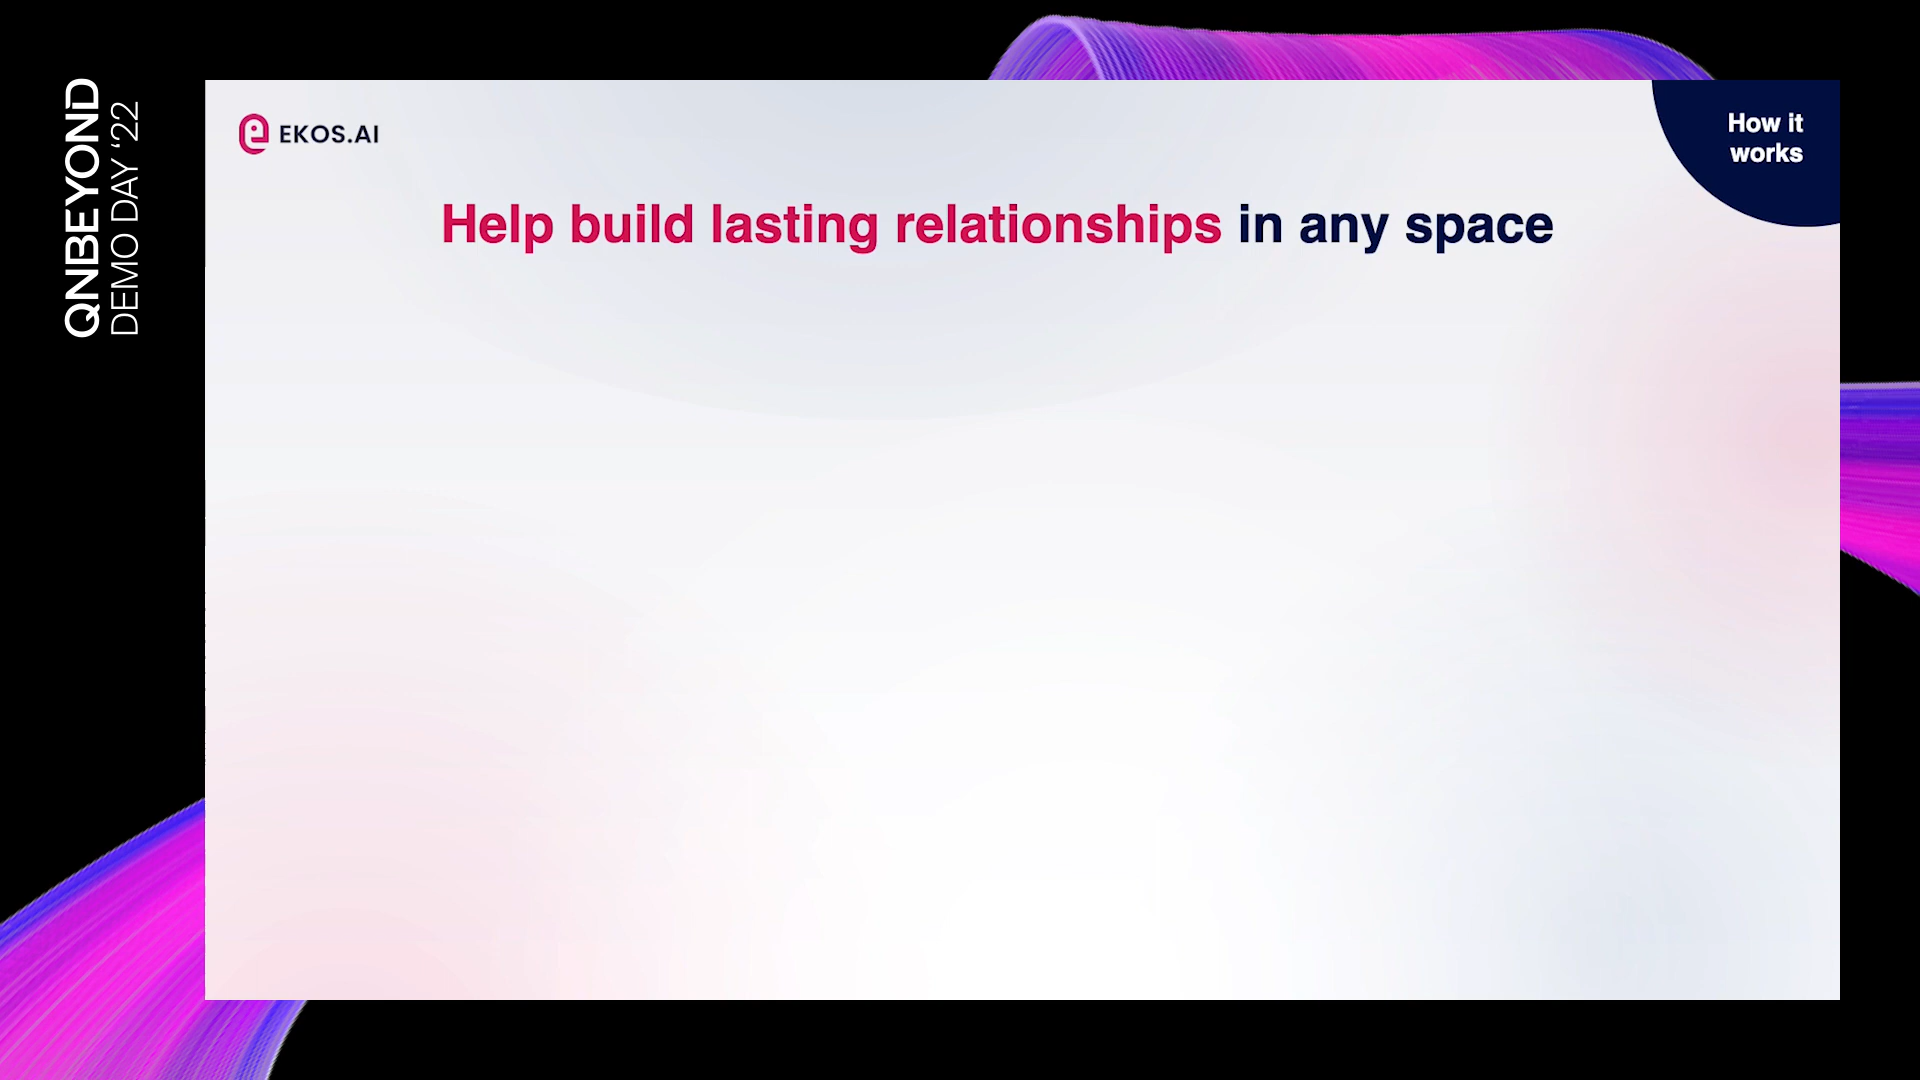 QNBEYOND
DEMO DAY ‘22
EKOS.AI
How it
works
Help build lasting relationships in any space